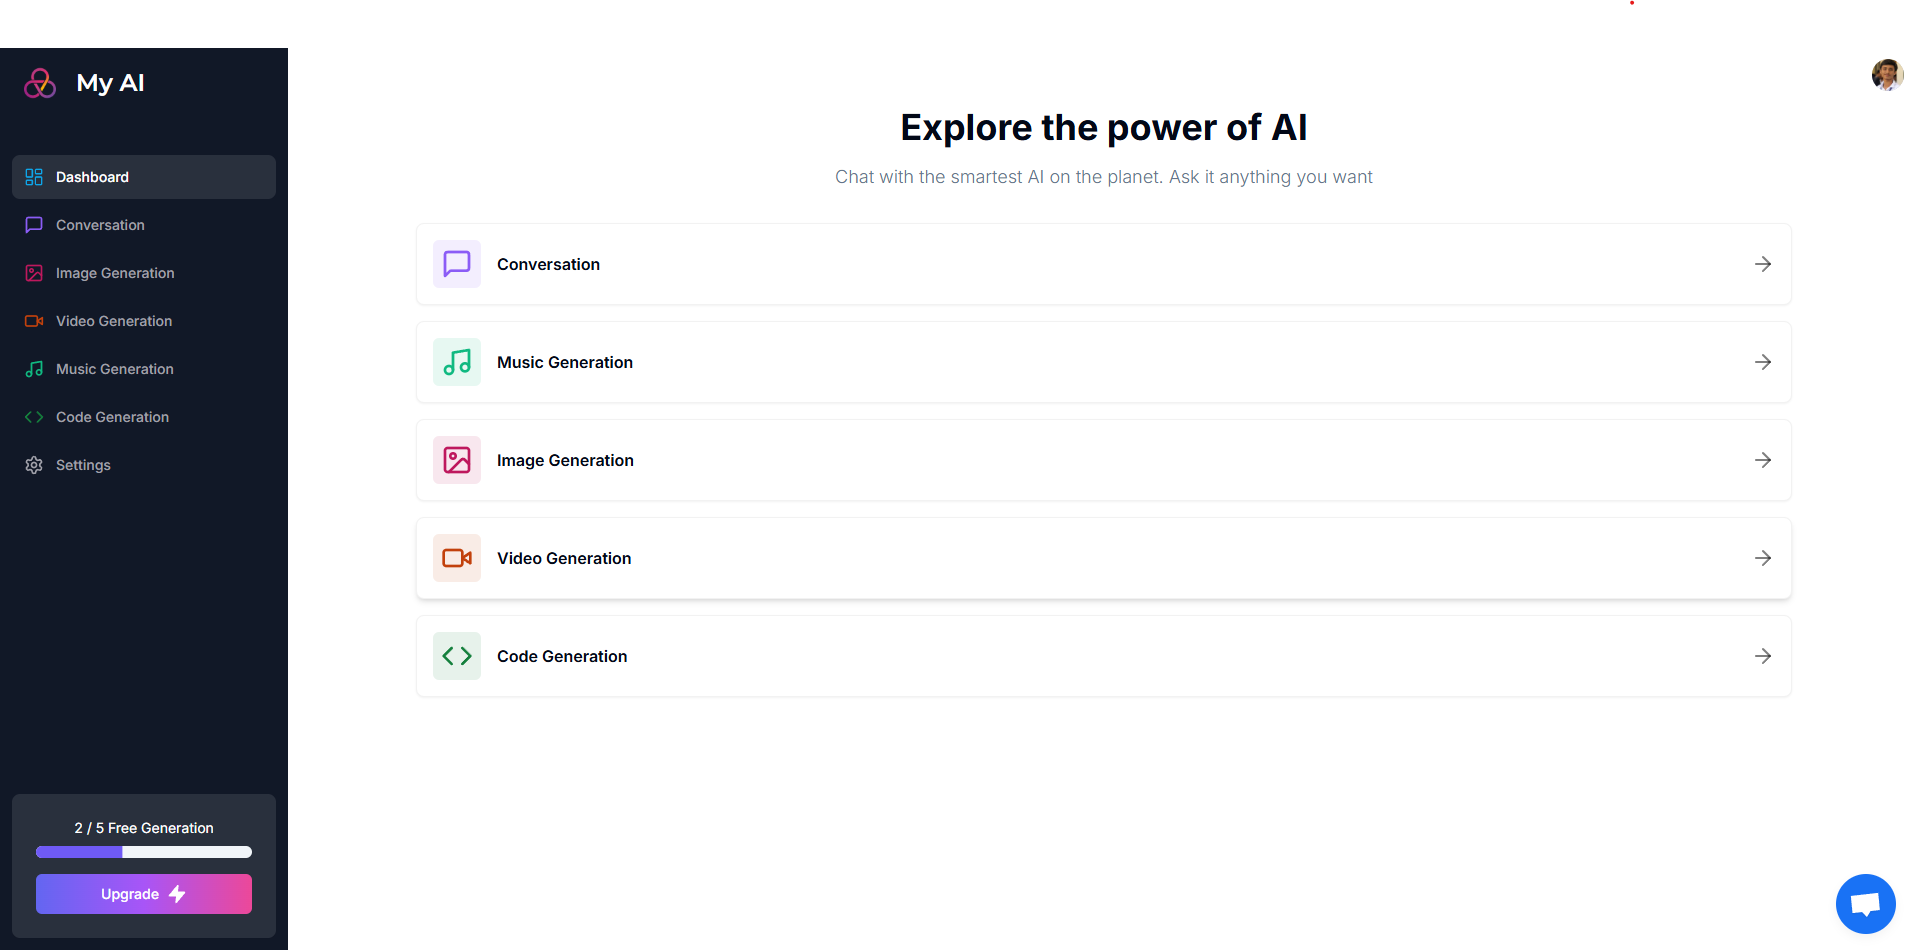 My AI
Dashboard
Conversation
Image Generation
Video Generation
Music Generation
Code Generation
Settings
2 / 5 Free Generation
Upgrade
Explore the power of AI
Chat with the smartest AI on the planet. Ask it anything you want
Conversation
Music Generation
Image Generation
Video Generation
Code Generation